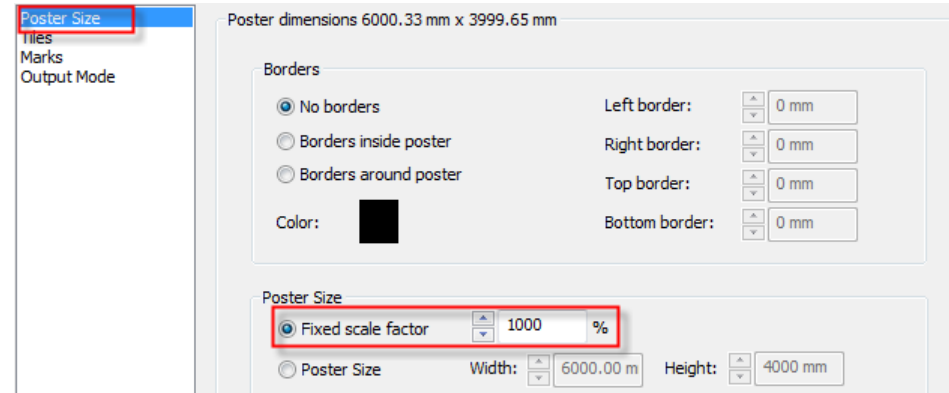 Poster Size
Tiles
Marks
Output Mode
Poster dimensions 6000.33 mm x 3999.65 mm
Borders
No borders
Left border: 0 mm
Borders inside poster
Right border: 0 mm
Borders around poster
Top border: 0 mm
Color:
Bottom border: 0 mm
Poster Size
Fixed scale factor 1000 %
Poster Size Width: 6000.00 m Height: 4000 mm